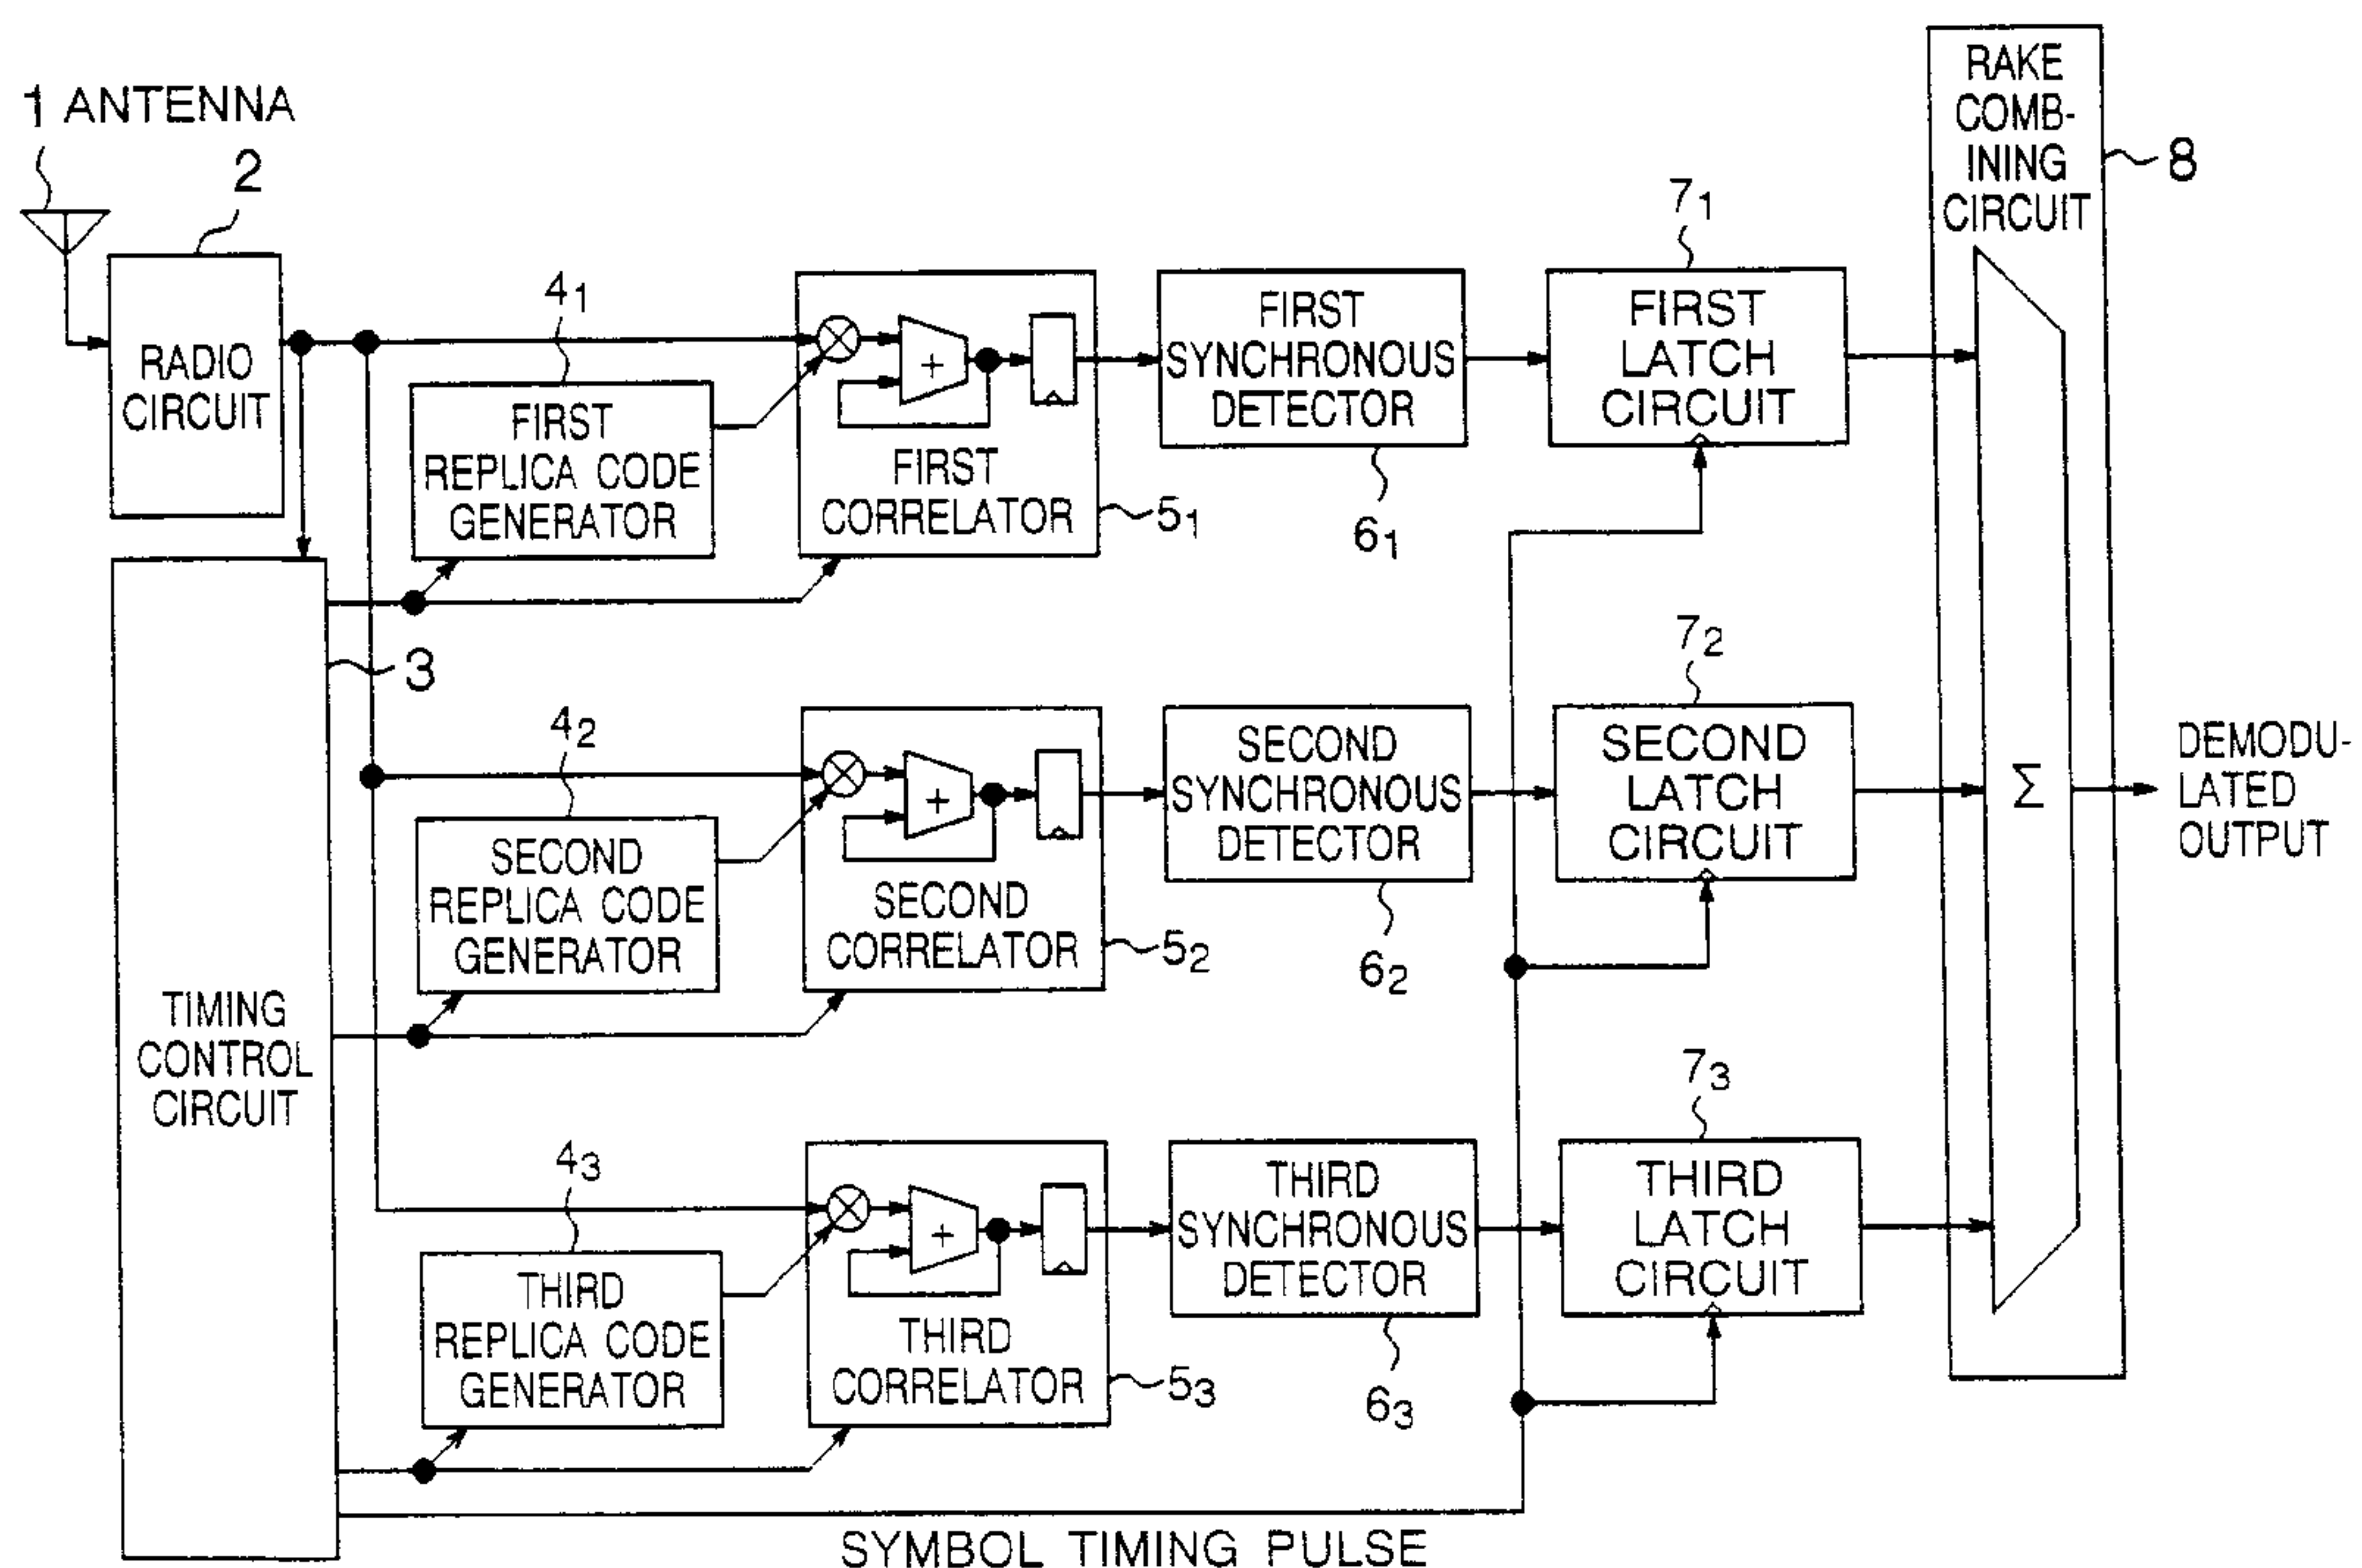 1 ANTENNA
2
RADIO
CIRCUIT
3
TIMING
CONTROL
CIRCUIT
4₁
FIRST
REPLICA CODE
GENERATOR
FIRST
CORRELATOR
5₁
+
FIRST
SYNCHRONOUS
DETECTOR
6₁
7₁
FIRST
LATCH
CIRCUIT
4₂
SECOND
REPLICA CODE
GENERATOR
+
SECOND
CORRELATOR
5₂
SECOND
SYNCHRONOUS
DETECTOR
6₂
7₂
SECOND
LATCH
CIRCUIT
4₃
THIRD
REPLICA CODE
GENERATOR
+
THIRD
CORRELATOR
5₃
THIRD
SYNCHRONOUS
DETECTOR
6₃
7₃
THIRD
LATCH
CIRCUIT
RAKE
COMB-
INING
CIRCUIT
8
Σ
DEMODU-
LATED
OUTPUT
SYMBOL TIMING PULSE